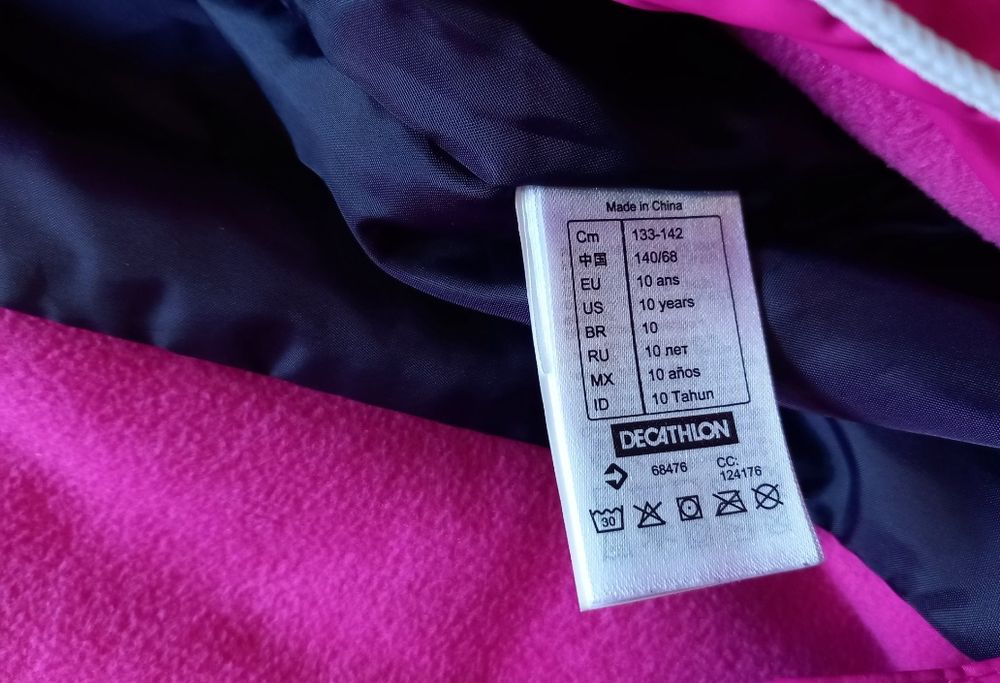 Made in China
Cm 133-142
中国 140/68
EU 10 ans
US 10 years
BR 10
RU 10 лет
MX 10 años
ID 10 Tahun
DECATHLON
68476 CC: 124176
30